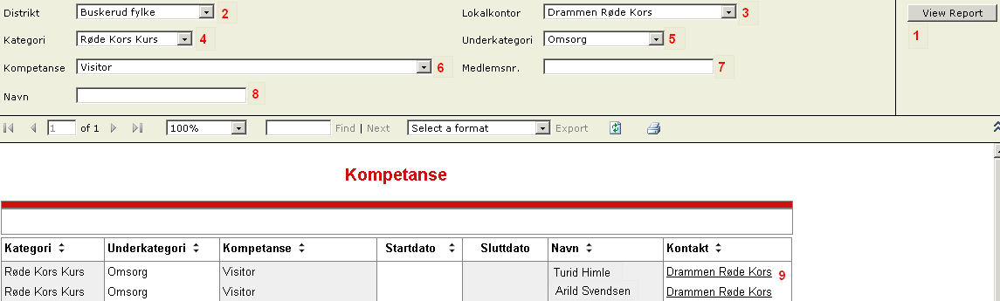 Distrikt Buskerud fylke 2 Lokalkontor Drammen Røde Kors 3 View Report
Kategori Røde Kors Kurs 4 Underkategori Omsorg 5 1
Kompetanse Visitor 6 Medlemsnr. 7
Navn 8
1 of 1 100% Find | Next Select a format Export
Kompetanse
Kategori Underkategori Kompetanse Startdato Sluttdato Navn Kontakt
Røde Kors Kurs Omsorg Visitor Turid Himle Drammen Røde Kors 9
Røde Kors Kurs Omsorg Visitor Arild Svendsen Drammen Røde Kors